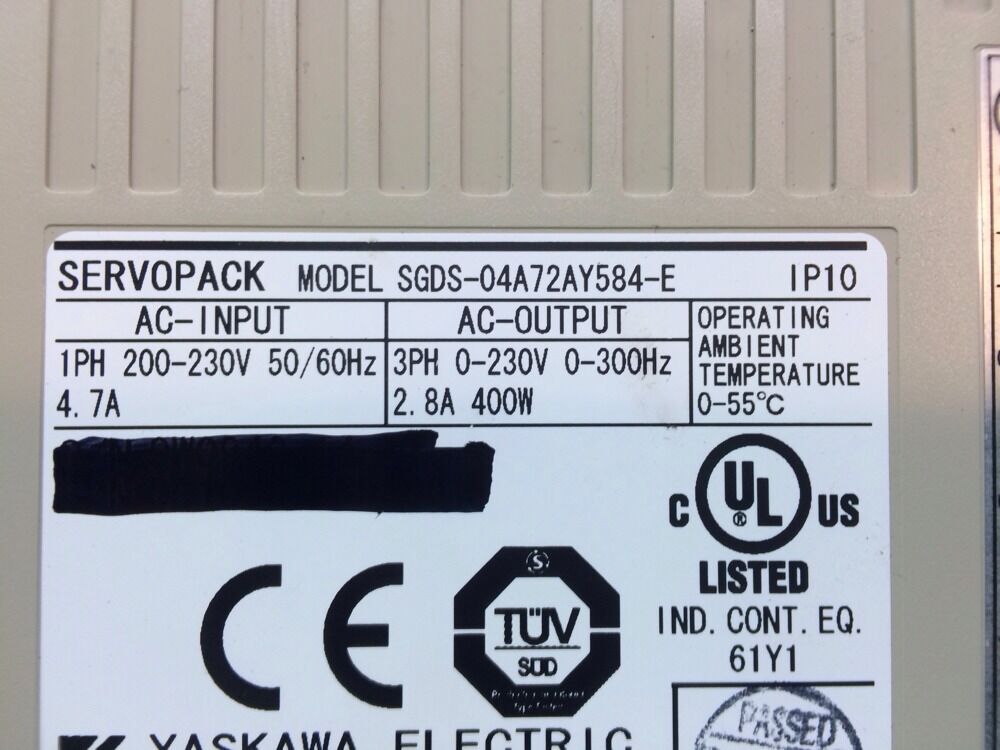 SERVOPACK MODEL SGDS-04A72AY584-E IP10
AC-INPUT
1PH 200-230V 50/60Hz
4.7A
AC-OUTPUT
3PH 0-230V 0-300Hz
2.8A 400W
OPERATING
AMBIENT
TEMPERATURE
0-55℃
C UL ® US
LISTED
IND. CONT. EQ.
61Y1
CE
S
TÜV
SÜD
PASSED
YASKAWA ELECTRIC